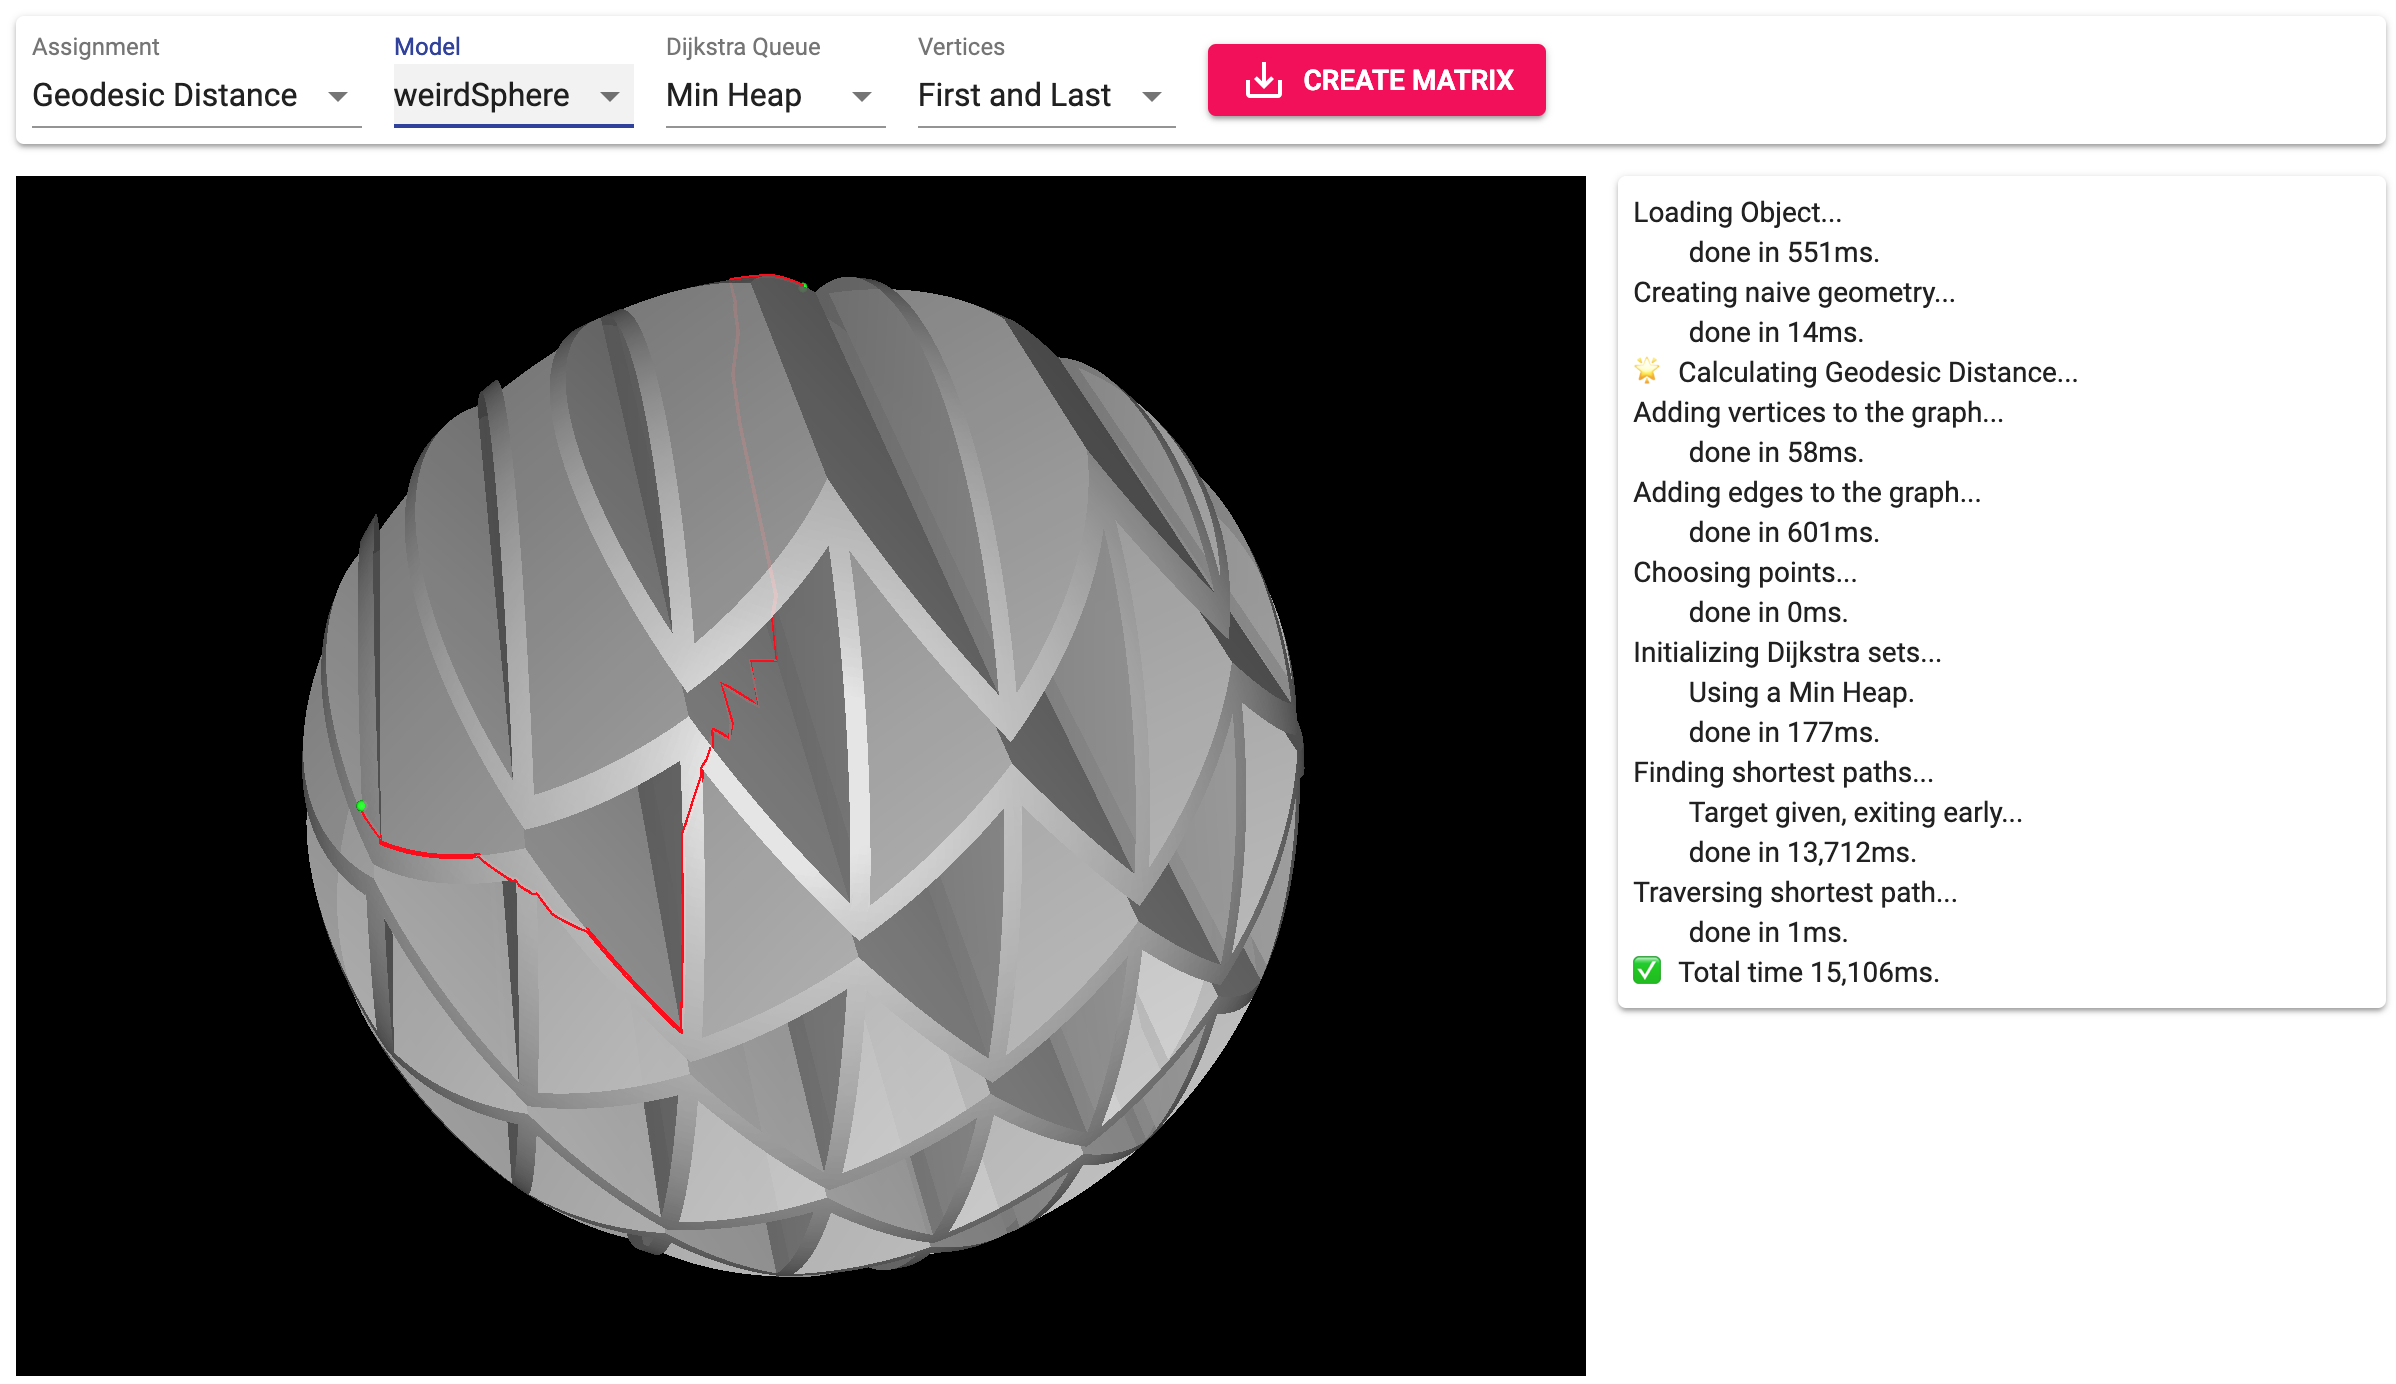 Assignment
Model
Dijkstra Queue
Vertices
Geodesic Distance
weirdSphere
Min Heap
First and Last
CREATE MATRIX
Loading Object...
done in 551ms.
Creating naive geometry...
done in 14ms.
🌟 Calculating Geodesic Distance...
Adding vertices to the graph...
done in 58ms.
Adding edges to the graph...
done in 601ms.
Choosing points...
done in 0ms.
Initializing Dijkstra sets...
Using a Min Heap.
done in 177ms.
Finding shortest paths...
Target given, exiting early...
done in 13,712ms.
Traversing shortest path...
done in 1ms.
✅ Total time 15,106ms.